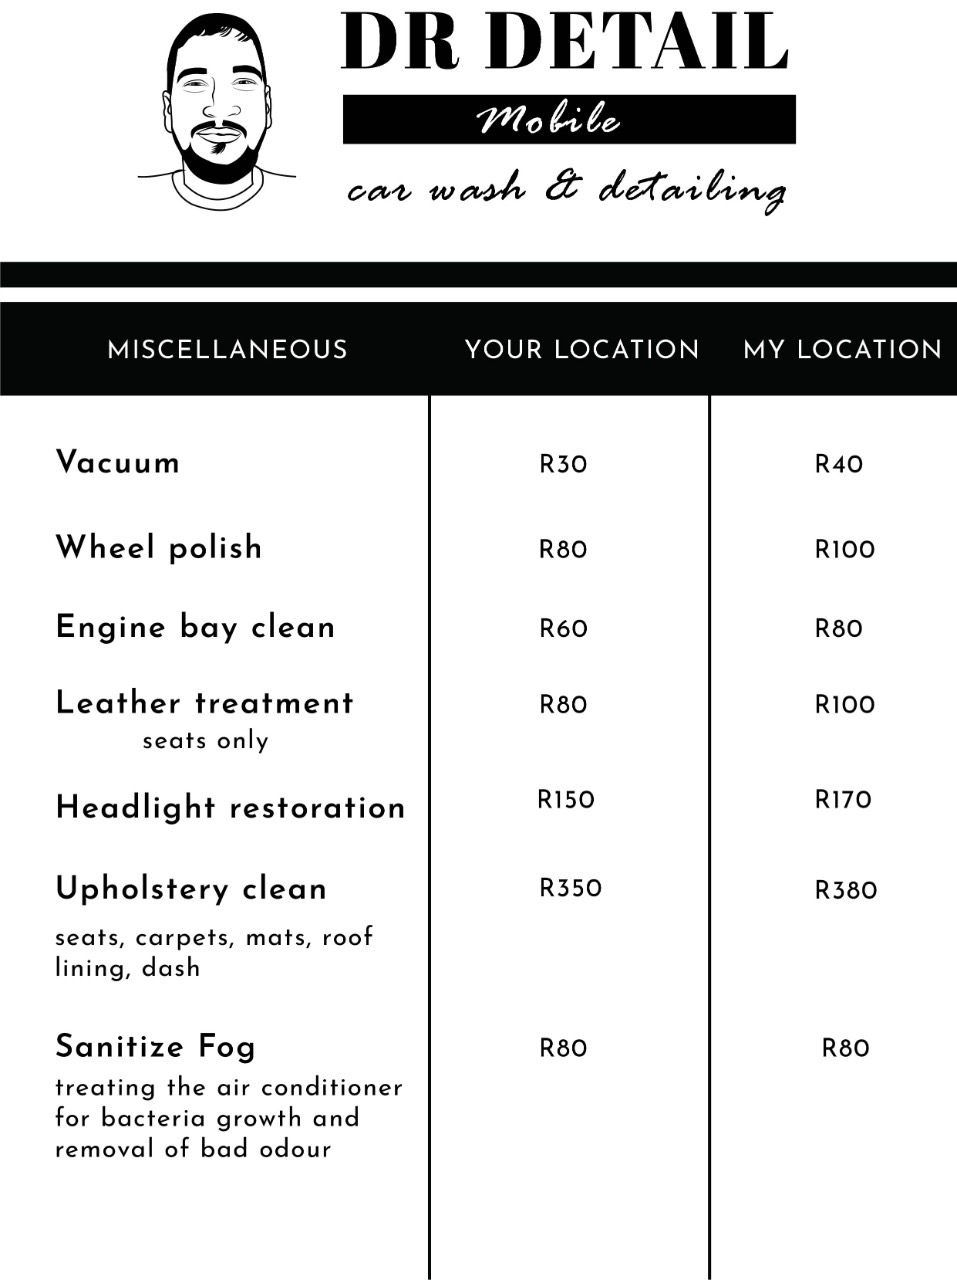 DR DETAIL
Mobile
car wash & detailing
MISCELLANEOUS YOUR LOCATION MY LOCATION
Vacuum R30 R40
Wheel polish R80 R100
Engine bay clean R60 R80
Leather treatment R80 R100
seats only
Headlight restoration R150 R170
Upholstery clean R350 R380
seats, carpets, mats, roof
lining, dash
Sanitize Fog R80 R80
treating the air conditioner
for bacteria growth and
removal of bad odour